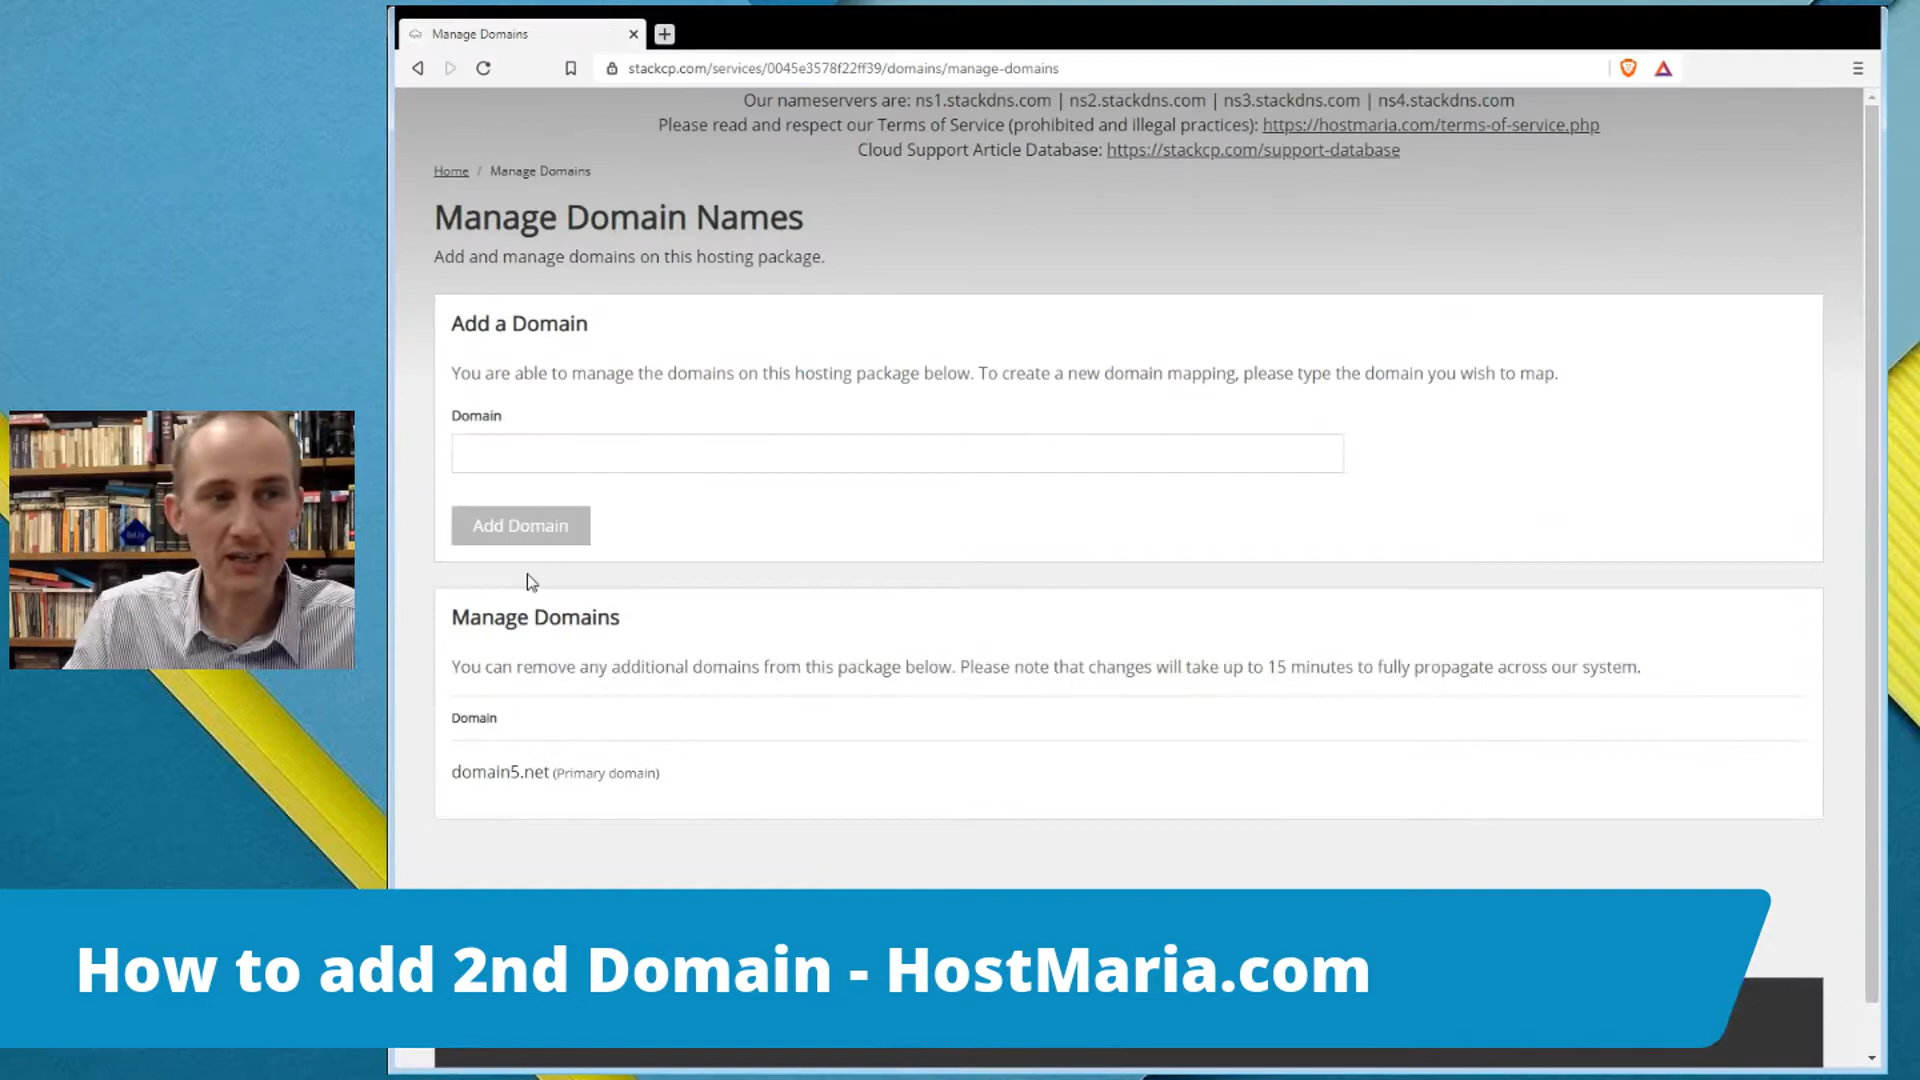 Manage Domains
stackcp.com/services/0045e3578f22ff39/domains/manage-domains
Our nameservers are: ns1.stackdns.com | ns2.stackdns.com | ns3.stackdns.com | ns4.stackdns.com
Please read and respect our Terms of Service (prohibited and illegal practices): https://hostmaria.com/terms-of-service.php
Cloud Support Article Database: https://stackcp.com/support-database
Home / Manage Domains
Manage Domain Names
Add and manage domains on this hosting package.
Add a Domain
You are able to manage the domains on this hosting package below. To create a new domain mapping, please type the domain you wish to map.
Domain
Add Domain
Manage Domains
You can remove any additional domains from this package below. Please note that changes will take up to 15 minutes to fully propagate across our system.
Domain
domain5.net (Primary domain)
How to add 2nd Domain - HostMaria.com